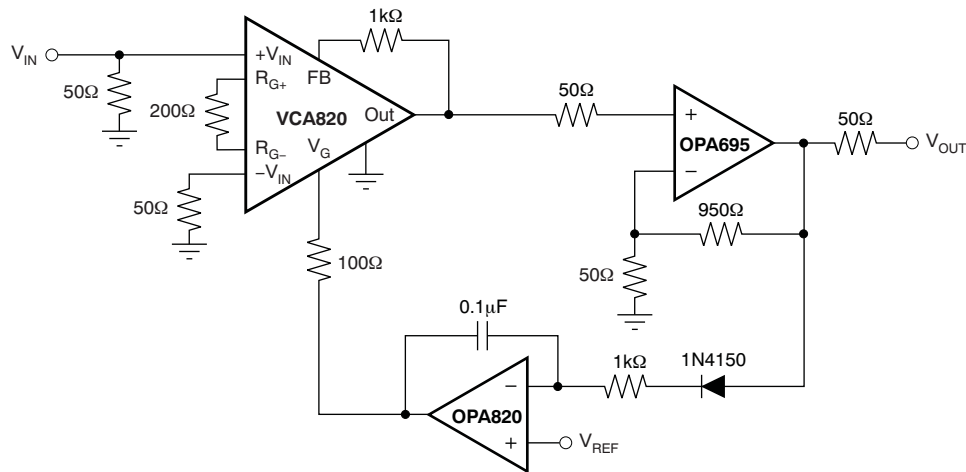 1kΩ
V_IN
+V_IN
FB
50Ω
R_G+
200Ω
VCA820
Out
50Ω
+
OPA695
50Ω
V_OUT
R_G−
V_G
−V_IN
−
50Ω
950Ω
100Ω
50Ω
0.1μF
1kΩ
1N4150
−
OPA820
+
V_REF